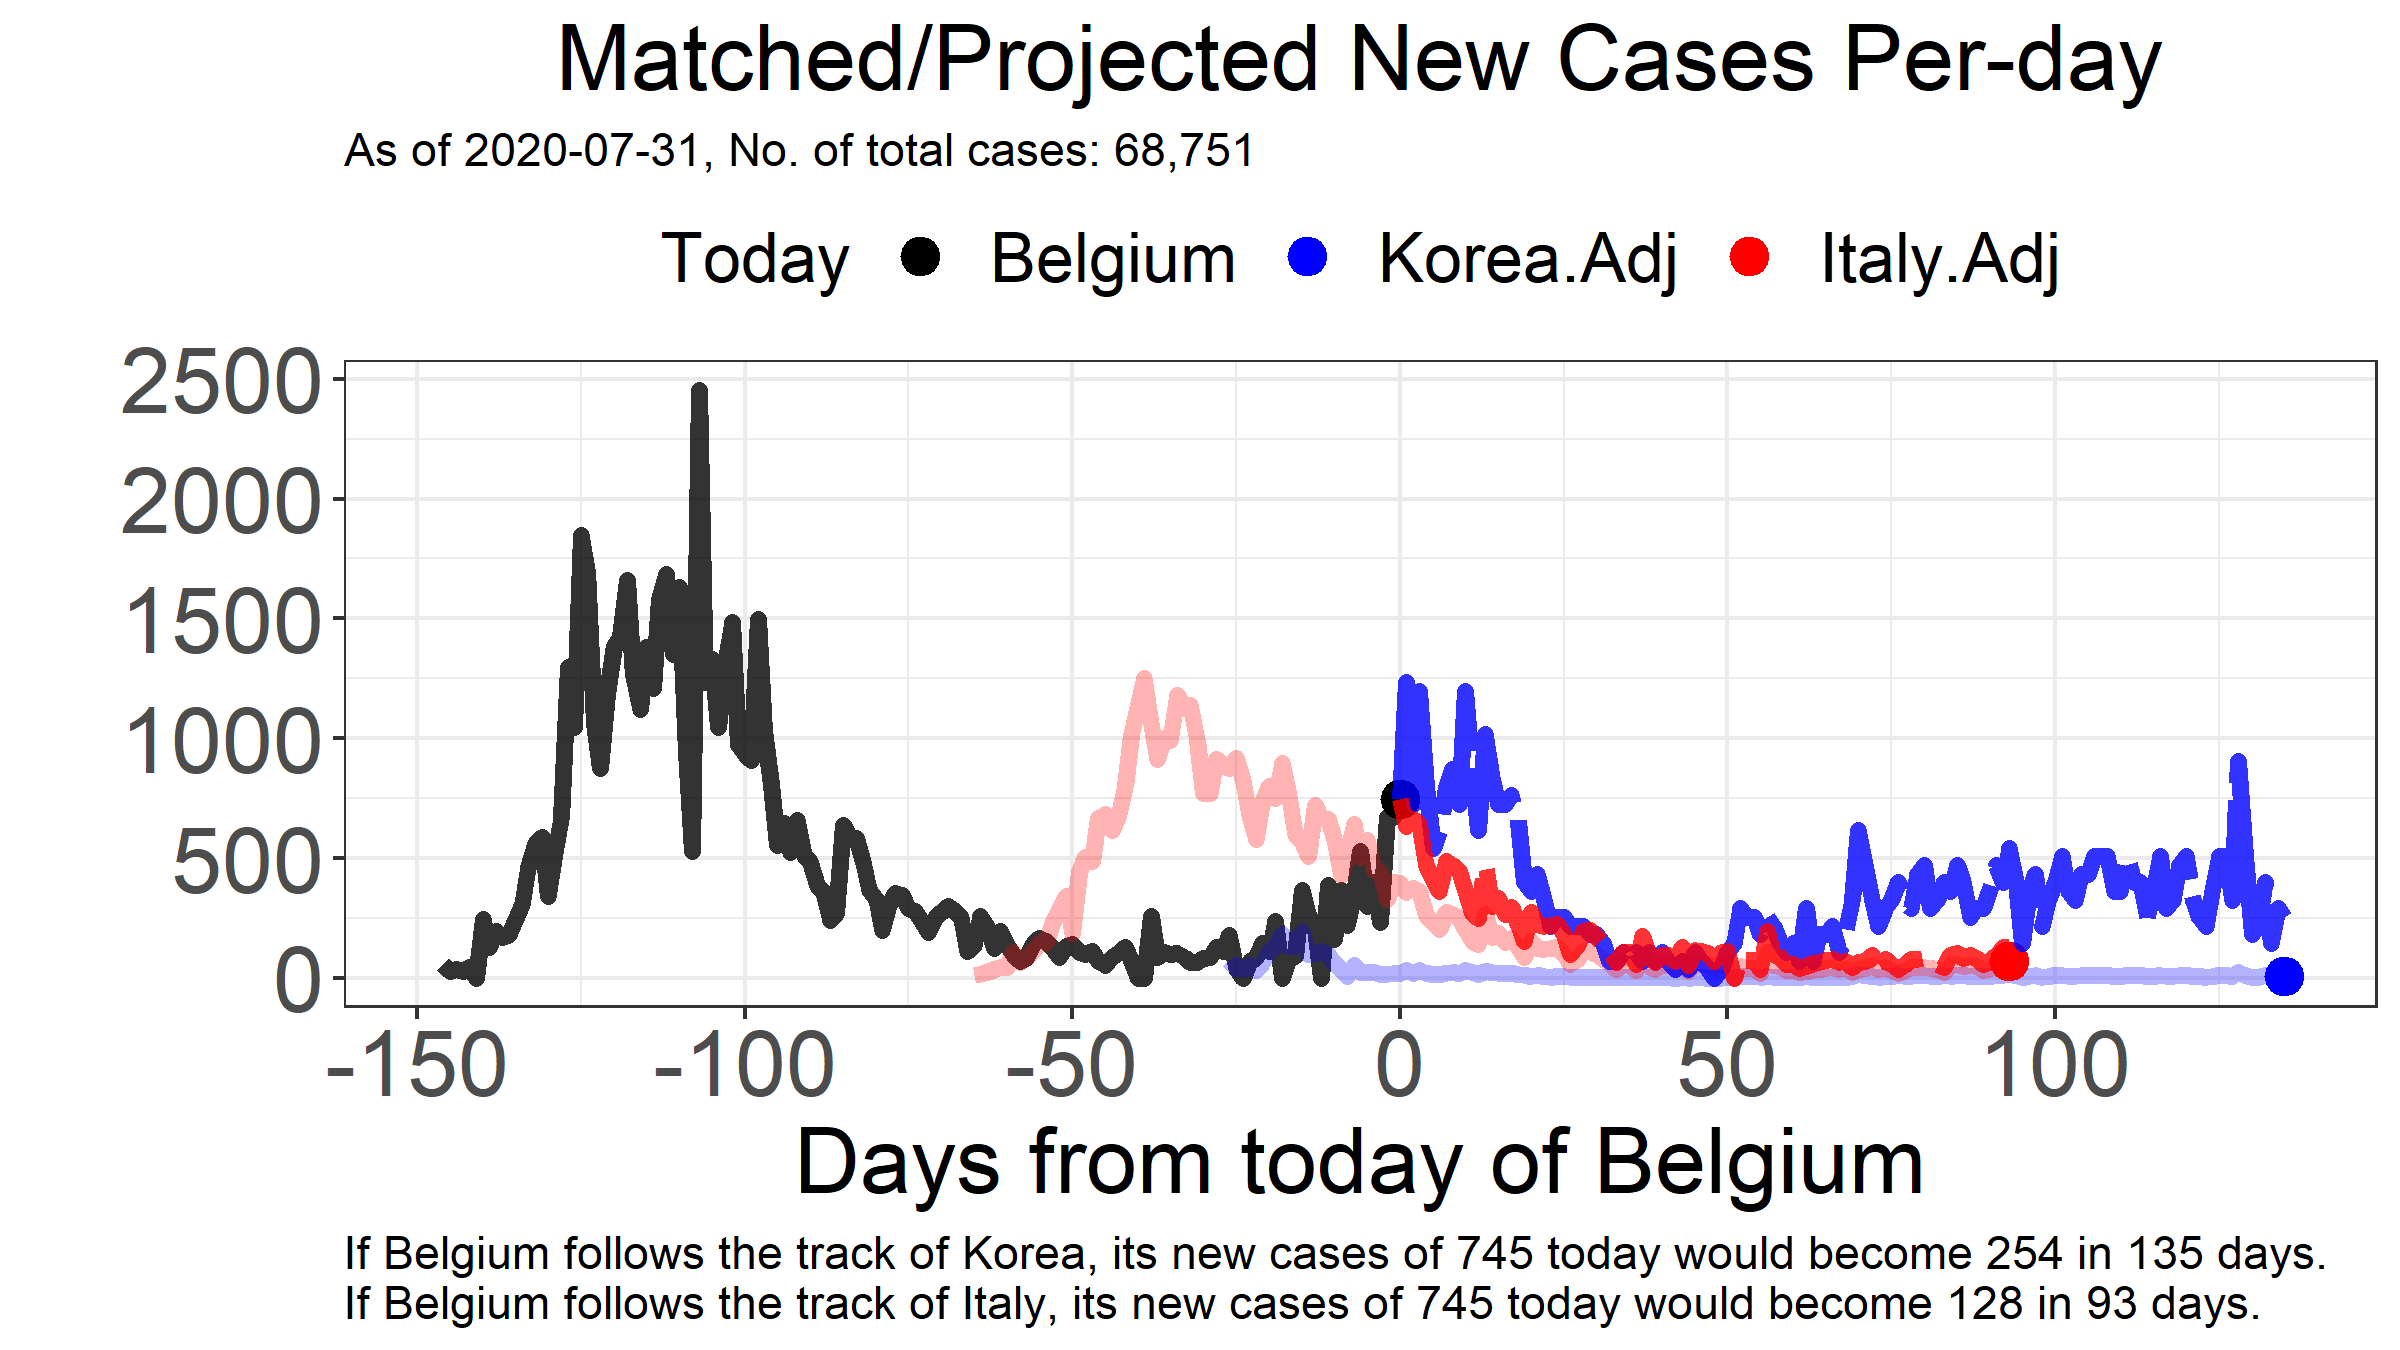 Matched/Projected New Cases Per-day
As of 2020-07-31, No. of total cases: 68,751
Today Belgium Korea.Adj Italy.Adj
2500
2000
1500
1000
500
0
-150 -100 -50 0 50 100
Days from today of Belgium
If Belgium follows the track of Korea, its new cases of 745 today would become 254 in 135 days.
If Belgium follows the track of Italy, its new cases of 745 today would become 128 in 93 days.